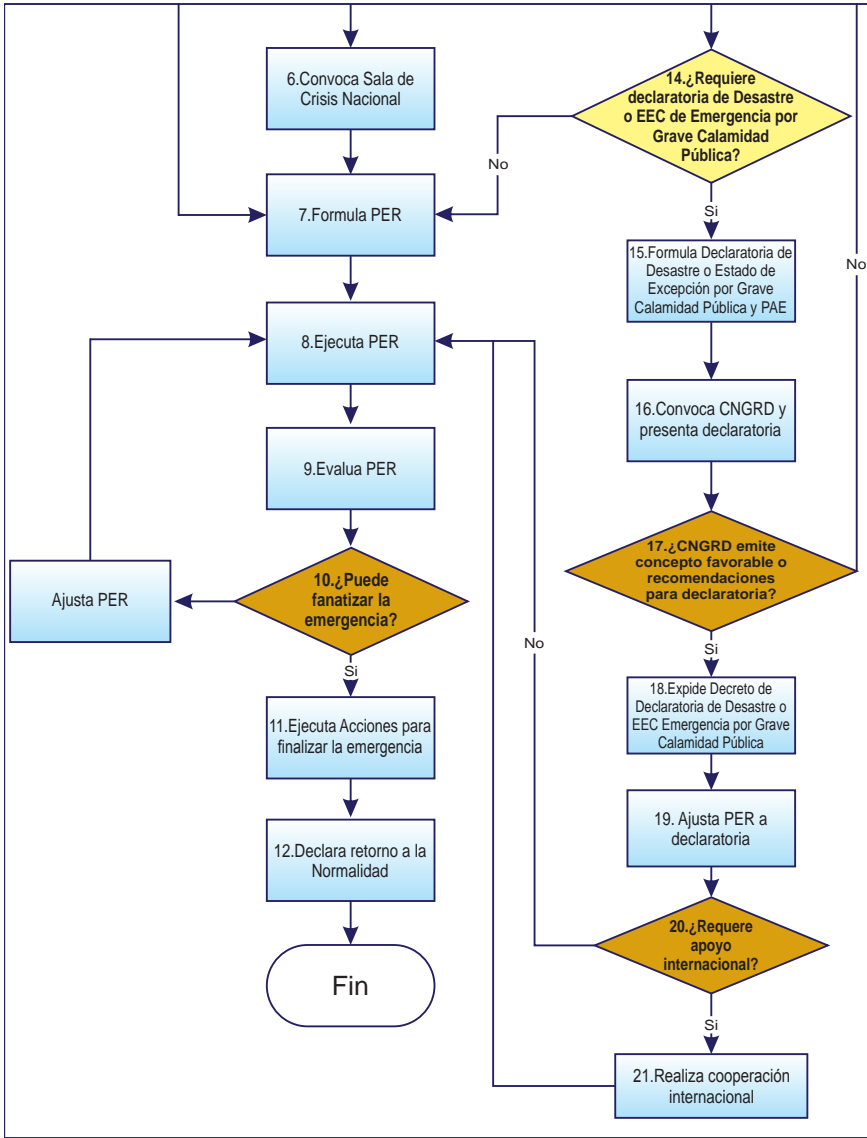 6.Convoca Sala de
Crisis Nacional
7.Formula PER
8.Ejecuta PER
9.Evalua PER
10.¿Puede
fanatizar la
emergencia?
Ajusta PER
Si
11.Ejecuta Acciones para
finalizar la emergencia
12.Declara retorno a la
Normalidad
Fin
14.¿Requiere
declaratoria de Desastre
o EEC de Emergencia por
Grave Calamidad
Pública?
No
Si
15.Formula Declaratoria de
Desastre o Estado de
Excepción por Grave
Calamidad Pública y PAE
No
16.Convoca CNGRD y
presenta declaratoria
17.¿CNGRD emite
concepto favorable o
recomendaciones
para declaratoria?
Si
18.Expide Decreto de
Declaratoria de Desastre o
EEC Emergencia por Grave
Calamidad Pública
19. Ajusta PER a
declaratoria
20.¿Requere
apoyo
internacional?
No
Si
21.Realiza cooperación
internacional